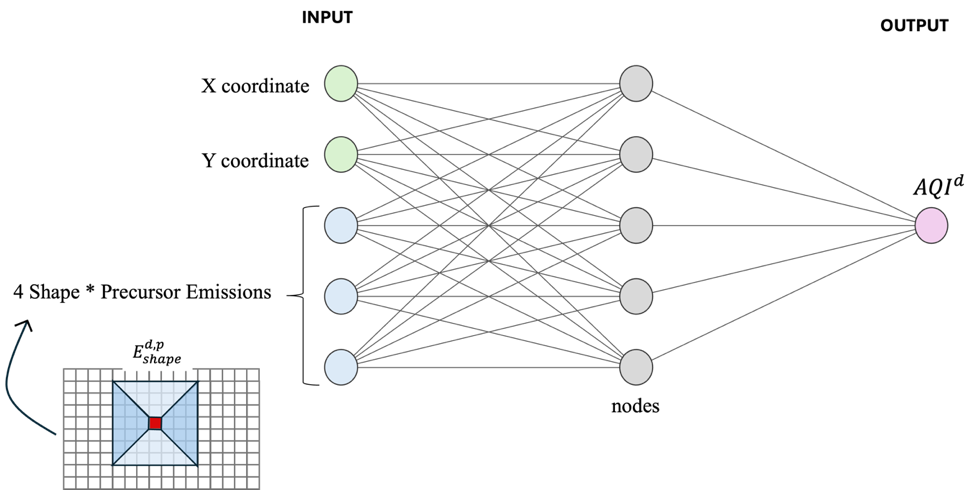 INPUT
OUTPUT
X coordinate
Y coordinate
AQI^d
4 Shape * Precursor Emissions
E^{d,p}_{shape}
nodes